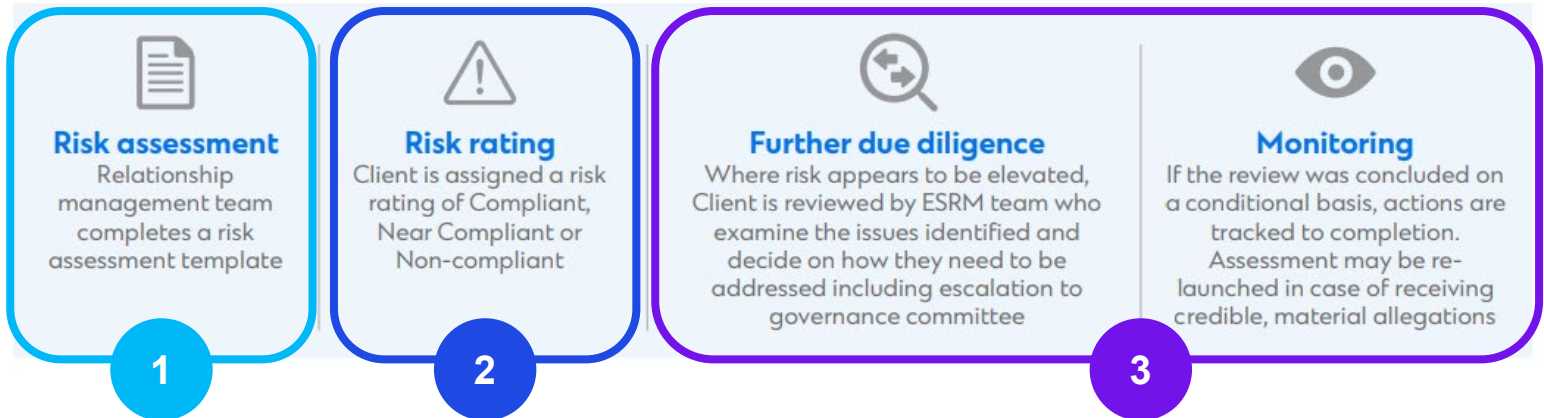 Risk assessment
Relationship
management team
completes a risk
assessment template
1
Risk rating
Client is assigned a risk
rating of Compliant,
Near Compliant or
Non-compliant
2
Further due diligence
Where risk appears to be elevated,
Client is reviewed by ESRM team who
examine the issues identified and
decide on how they need to be
addressed including escalation to
governance committee
Monitoring
If the review was concluded on
a conditional basis, actions are
tracked to completion.
Assessment may be re-
launched in case of receiving
credible, material allegations
3